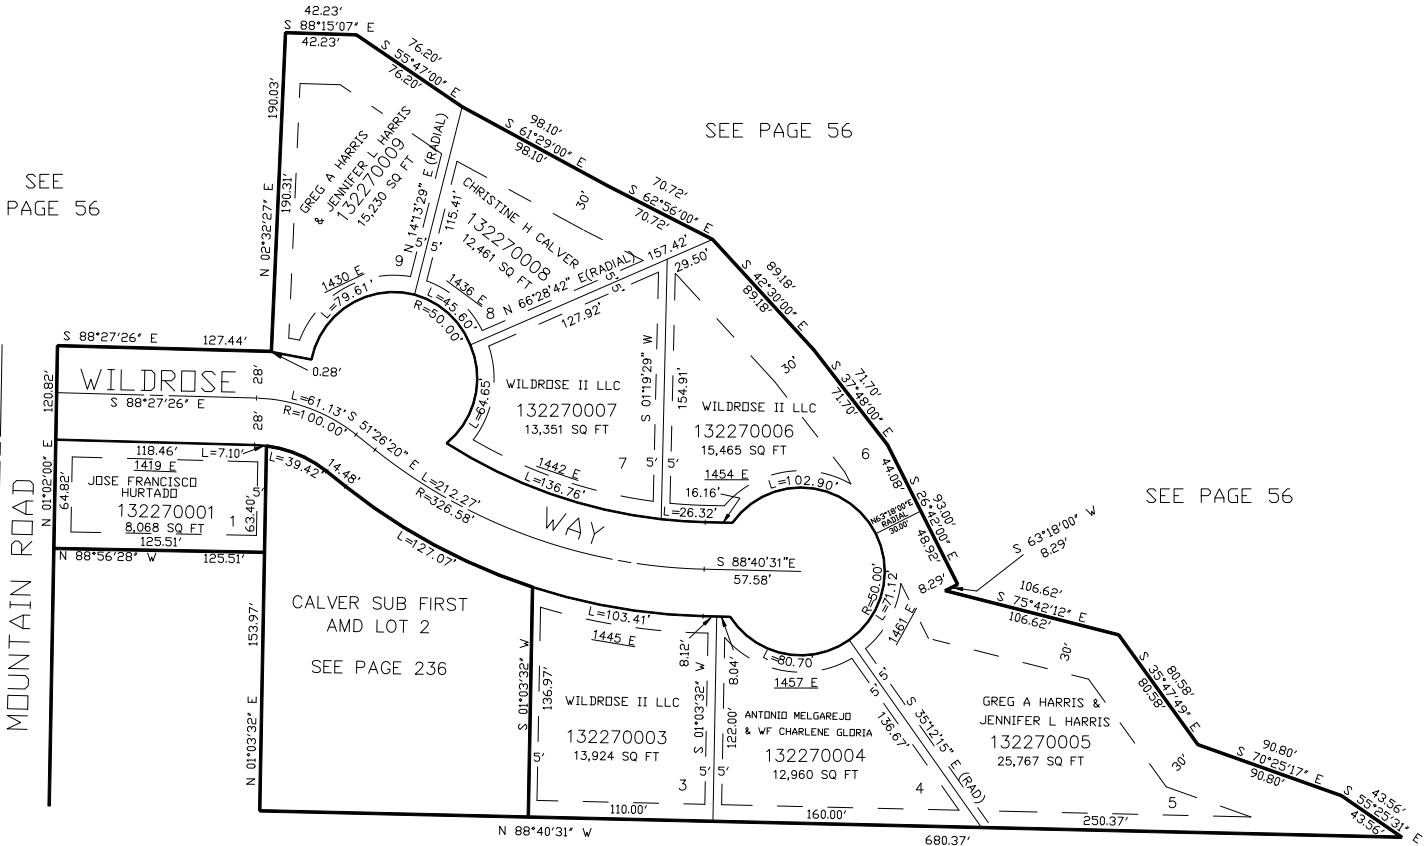 42.23'
S 88°15'07" E
42.23'
76.20'
S 55°47'00" E
76.20'
98.10'
S 61°29'00" E
98.10'
70.72'
S 62°56'00" E
70.72'
SEE PAGE 56
SEE
PAGE 56
190.03'
N 02°32'27" E
190.31'
GREG A HARRIS
& JENNIFER L HARRIS
132270009
15,230 SQ FT
9
1430 E
L=79.61'
N 14°13'29" E (RADIAL)
115.41'
5' 5'
CHRISTINE H CALVER
132270008
12,461 SQ FT
30'
8
1436 E
L=45.60'
R=50.00'
N 66°28'42" E(RADIAL)
157.42'
29.50'
5'
5'
127.92'
89.18'
S 42°30'00" E
89.18'
30'
71.70'
S 37°48'00" E
71.70'
S 88°27'26" E
127.44'
0.28'
WILDROSE
S 88°27'26" E
28'
28'
120.82'
N 01°02'00" E
64.82'
MOUNTAIN ROAD
L=61.13'
R=100.00'
S 51°26'20" E
L=64.65'
WILDROSE II LLC
132270007
13,351 SQ FT
7
1442 E
L=136.76'
S 01°19'29" W
154.91'
5' 5'
WILDROSE II LLC
132270006
15,465 SQ FT
6
1454 E
16.16'
L=26.32'
L=102.90'
44.08'
N63°18'00"E
RADIAL
30.00'
93.00'
S 26°42'00" E
48.92'
SEE PAGE 56
S 63°18'00" W
8.29'
8.29'
118.46'
1419 E
L=7.10'
L=39.42'
14.48'
JOSE FRANCISCO
HURTADO
132270001
8,068 SQ FT
1
5'
63.40'
125.51'
N 88°56'28" W
125.51'
L=212.27'
R=326.58'
L=127.07'
WAY
S 88°40'31"E
57.58'
R=50.00'
L=71.12
1461 E
106.62'
S 75°42'12" E
106.62'
CALVER SUB FIRST
AMD LOT 2
SEE PAGE 236
153.97'
N 01°03'32" E
L=103.41'
1445 E
8.12'
8.04'
S 01°03'32" W
136.97'
WILDROSE II LLC
132270003
13,924 SQ FT
3
5'
110.00'
S 01°03'32" W
122.00'
5' 5'
L=80.70'
1457 E
ANTONIO MELGAREJO
& WF CHARLENE GLORIA
132270004
12,960 SQ FT
4
160.00'
5'
5'
136.67'
S 35°12'15" E (RAD)
GREG A HARRIS &
JENNIFER L HARRIS
132270005
25,767 SQ FT
5
30'
80.58'
S 35°47'49" E
80.58'
30'
90.80'
S 70°25'17" E
90.80'
43.56'
S 55°25'31" E
43.56'
250.37'
N 88°40'31" W
680.37'